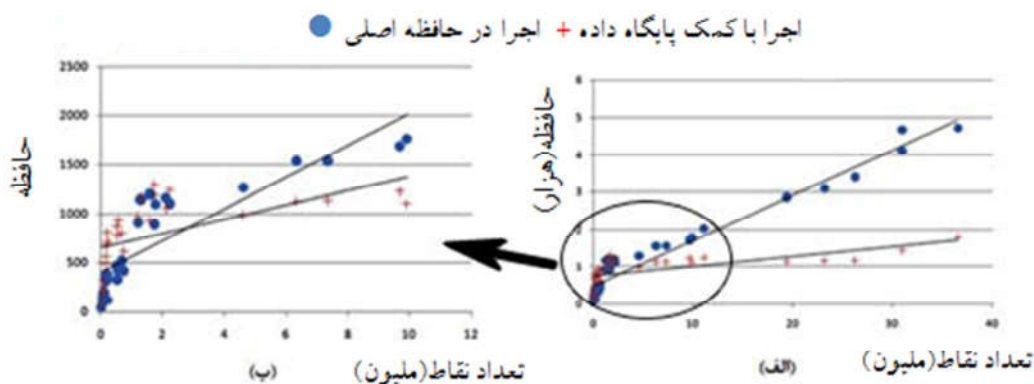 اجرا با کمک پایگاه داده + اجرا در حافظه اصلی
2500
2000
1500
1000
500
0
0 2 4 6 8 10 12
حافظه
تعداد نقاط(ملیون)
(ب)
6
5
4
3
2
1
0
0 10 20 30 40
حافظه(هزار)
تعداد نقاط(ملیون)
(الف)